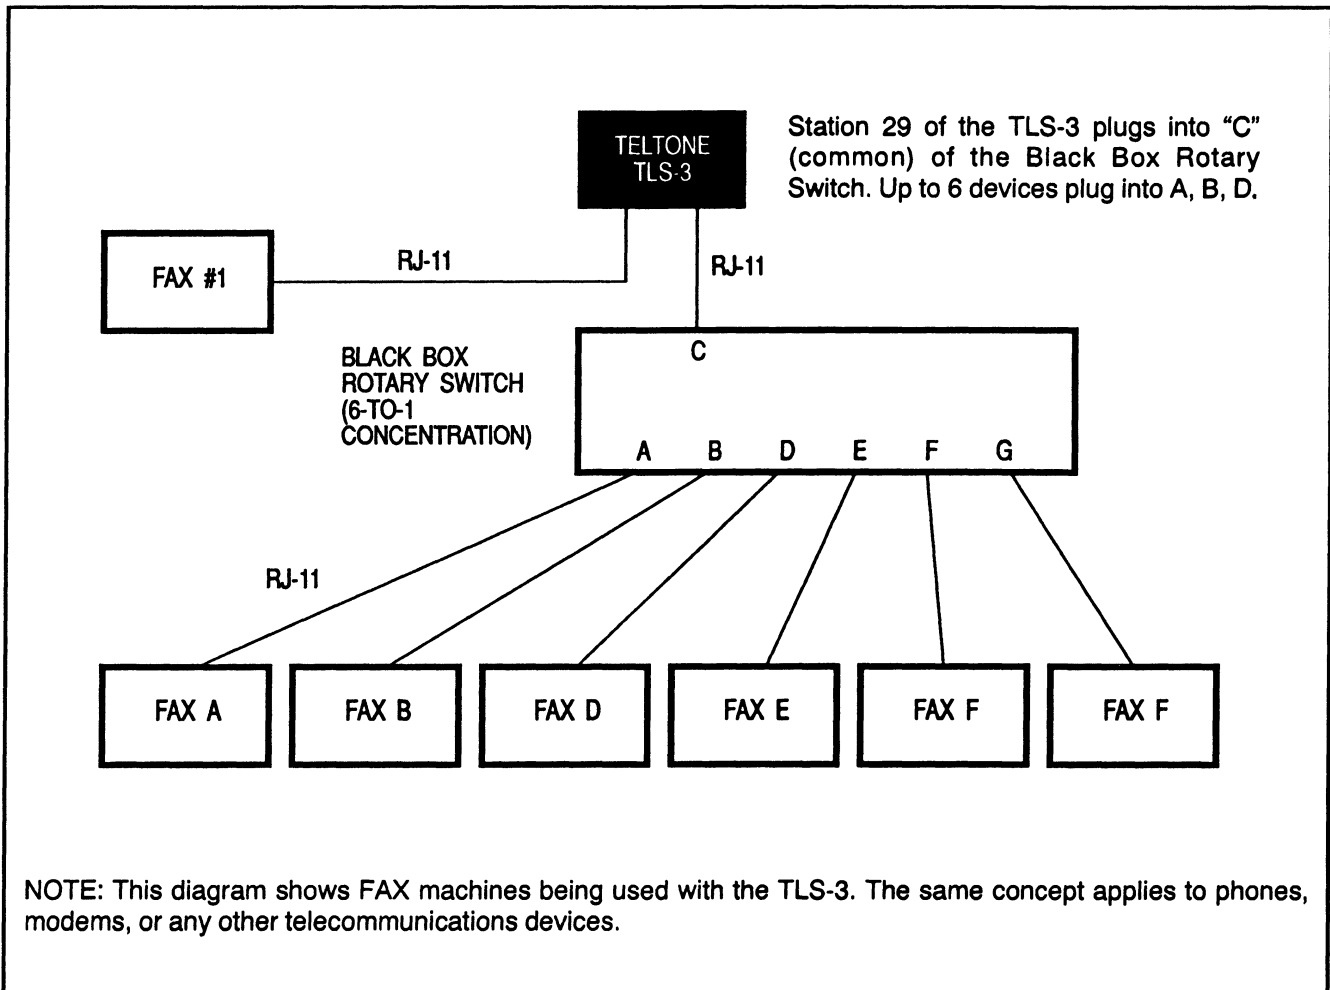 TELTONE
TLS-3
Station 29 of the TLS-3 plugs into “C”
(common) of the Black Box Rotary
Switch. Up to 6 devices plug into A, B, D.
FAX #1
RJ-11
RJ-11
BLACK BOX
ROTARY SWITCH
(6-TO-1
CONCENTRATION)
C
A B D E F G
RJ-11
FAX A FAX B FAX D FAX E FAX F FAX F
NOTE: This diagram shows FAX machines being used with the TLS-3. The same concept applies to phones,
modems, or any other telecommunications devices.